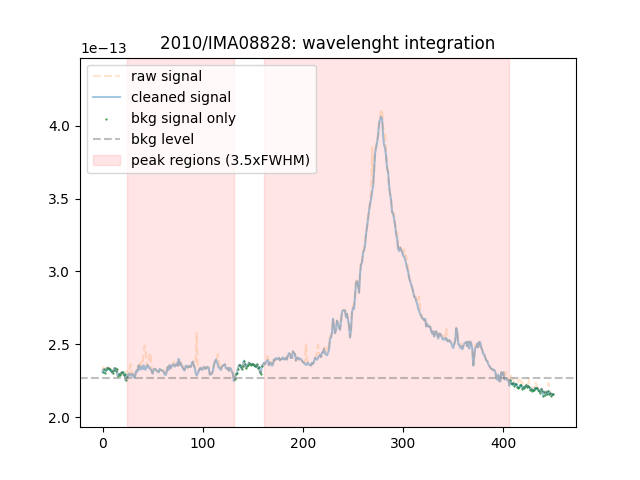 2010/IMA08828: wavelenght integration
1e−13
raw signal
cleaned signal
bkg signal only
bkg level
peak regions (3.5xFWHM)
4.0
3.5
3.0
2.5
2.0
0 100 200 300 400